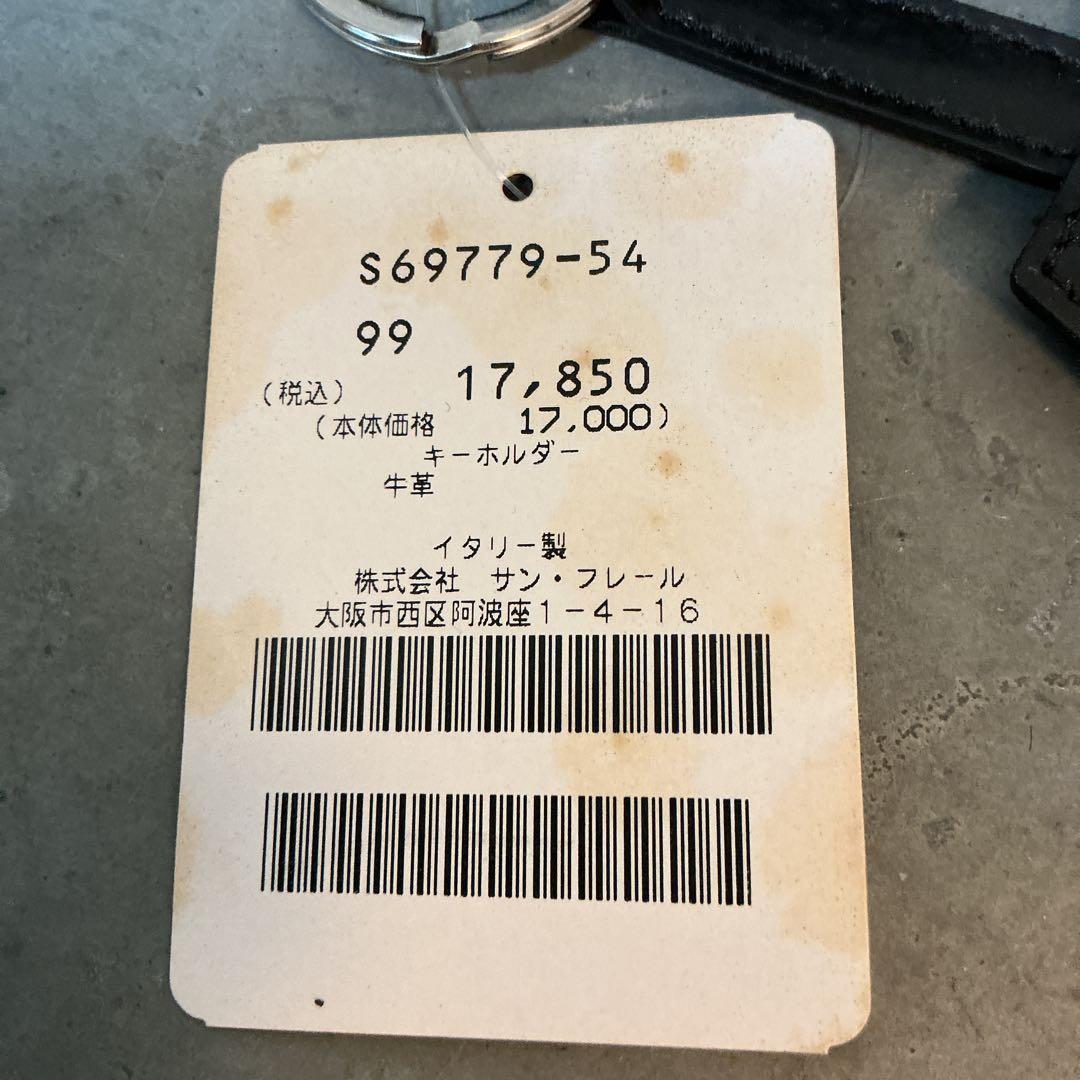 S69779-54
99
(税込) 17,850
(本体価格 17,000)
キーホルダー
牛革
イタリー製
株式会社 サン・フレール
大阪市西区阿波座1-4-16